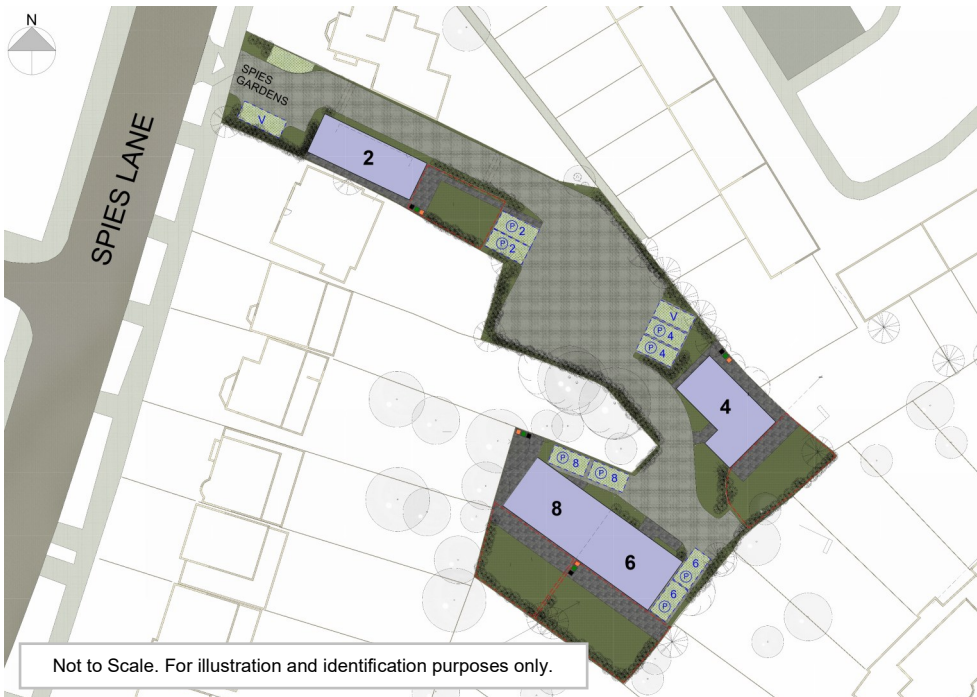 N
SPIES
GARDENS
V
2
P 2
P 2
SPIES LANE
V
P 4
P 4
4
P 8
P 8
8
6
P 6
P 6
Not to Scale. For illustration and identification purposes only.